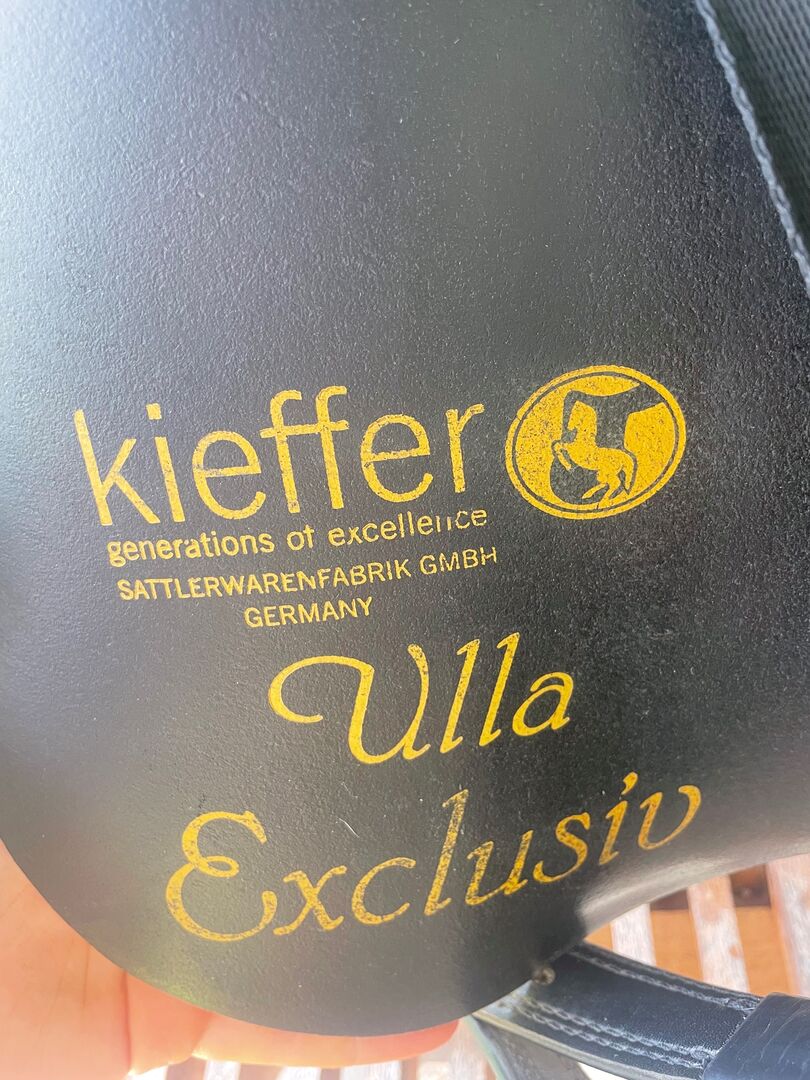 kieffer
generations of excellence
SATTLERWARENFABRIK GMBH
GERMANY
Ulla
Exclusiv